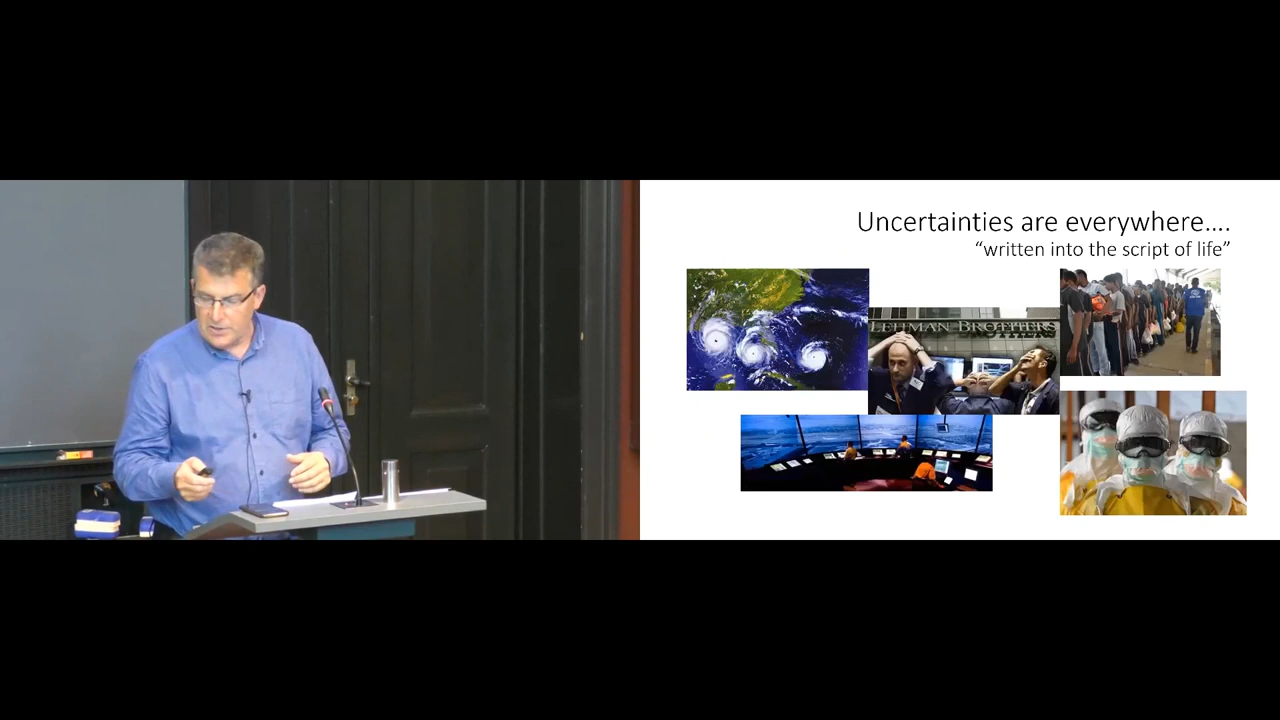 Uncertainties are everywhere....
“written into the script of life”
LEHMAN BROTHERS